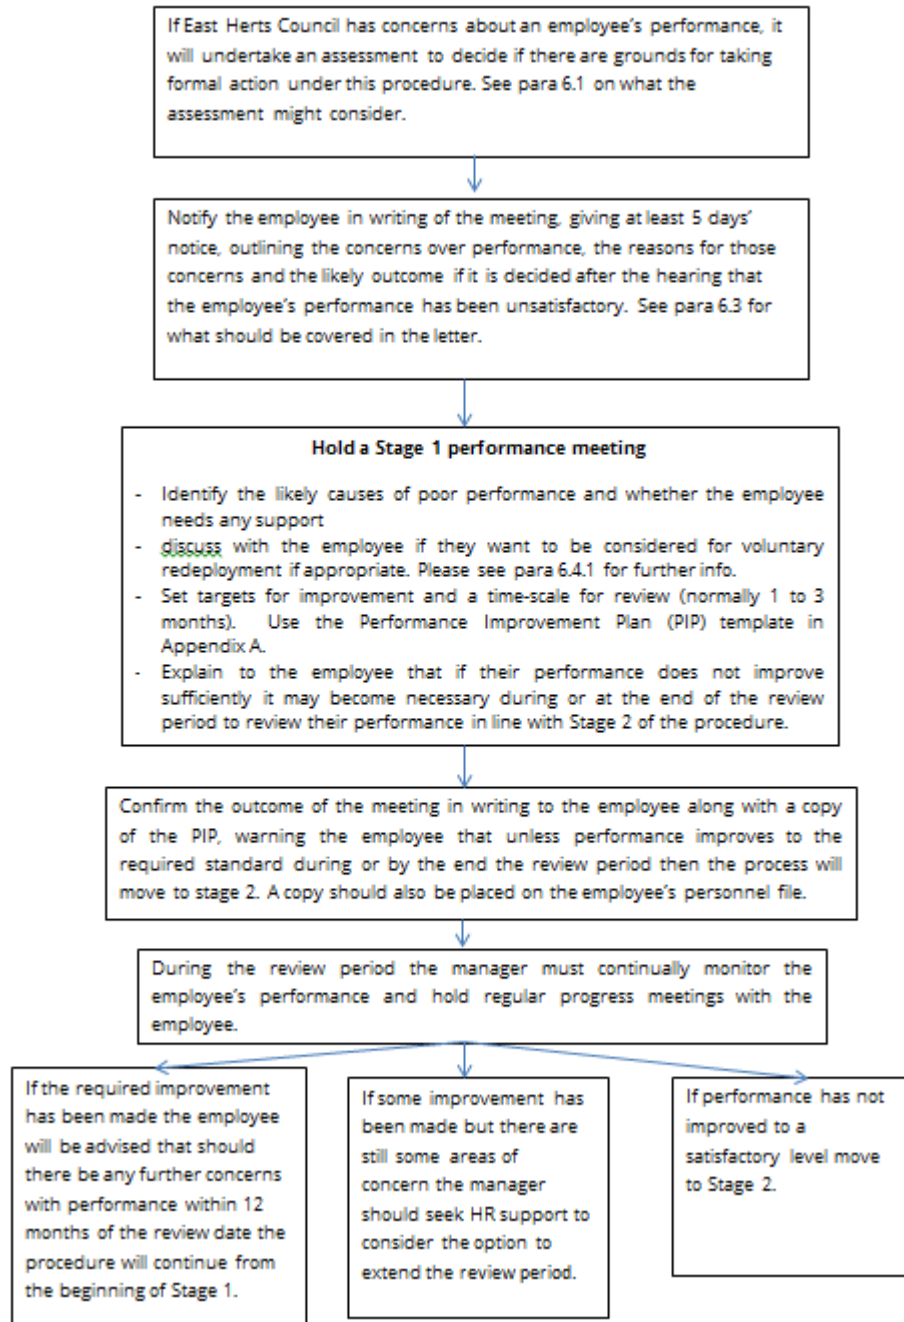 If East Herts Council has concerns about an employee's performance, it
will undertake an assessment to decide if there are grounds for taking
formal action under this procedure. See para 6.1 on what the
assessment might consider.
Notify the employee in writing of the meeting, giving at least 5 days'
notice, outlining the concerns over performance, the reasons for those
concerns and the likely outcome if it is decided after the hearing that
the employee's performance has been unsatisfactory. See para 6.3 for
what should be covered in the letter.
Hold a Stage 1 performance meeting
- Identify the likely causes of poor performance and whether the employee
needs any support
- discuss with the employee if they want to be considered for voluntary
redeployment if appropriate. Please see para 6.4.1 for further info.
- Set targets for improvement and a time-scale for review (normally 1 to 3
months). Use the Performance Improvement Plan (PIP) template in
Appendix A.
- Explain to the employee that if their performance does not improve
sufficiently it may become necessary during or at the end of the review
period to review their performance in line with Stage 2 of the procedure.
Confirm the outcome of the meeting in writing to the employee along with a copy
of the PIP, warning the employee that unless performance improves to the
required standard during or by the end the review period then the process will
move to stage 2. A copy should also be placed on the employee's personnel file.
During the review period the manager must continually monitor the
employee's performance and hold regular progress meetings with the
employee.
If the required improvement
has been made the employee
will be advised that should
there be any further concerns
with performance within 12
months of the review date the
procedure will continue from
the beginning of Stage 1.
If some improvement has
been made but there are
still some areas of
concern the manager
should seek HR support to
consider the option to
extend the review period.
If performance has not
improved to a
satisfactory level move
to Stage 2.